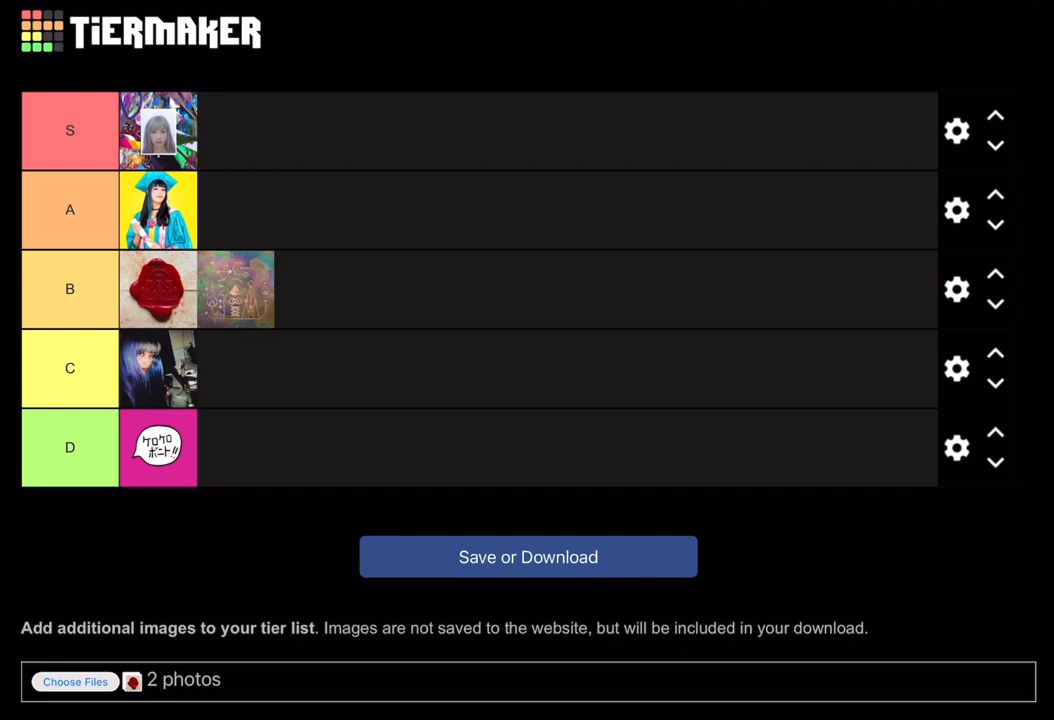 TiERMAKER
S
A
B
C
D
ケロケロ
ボニト!!
Save or Download
Add additional images to your tier list. Images are not saved to the website, but will be included in your download.
Choose Files 2 photos